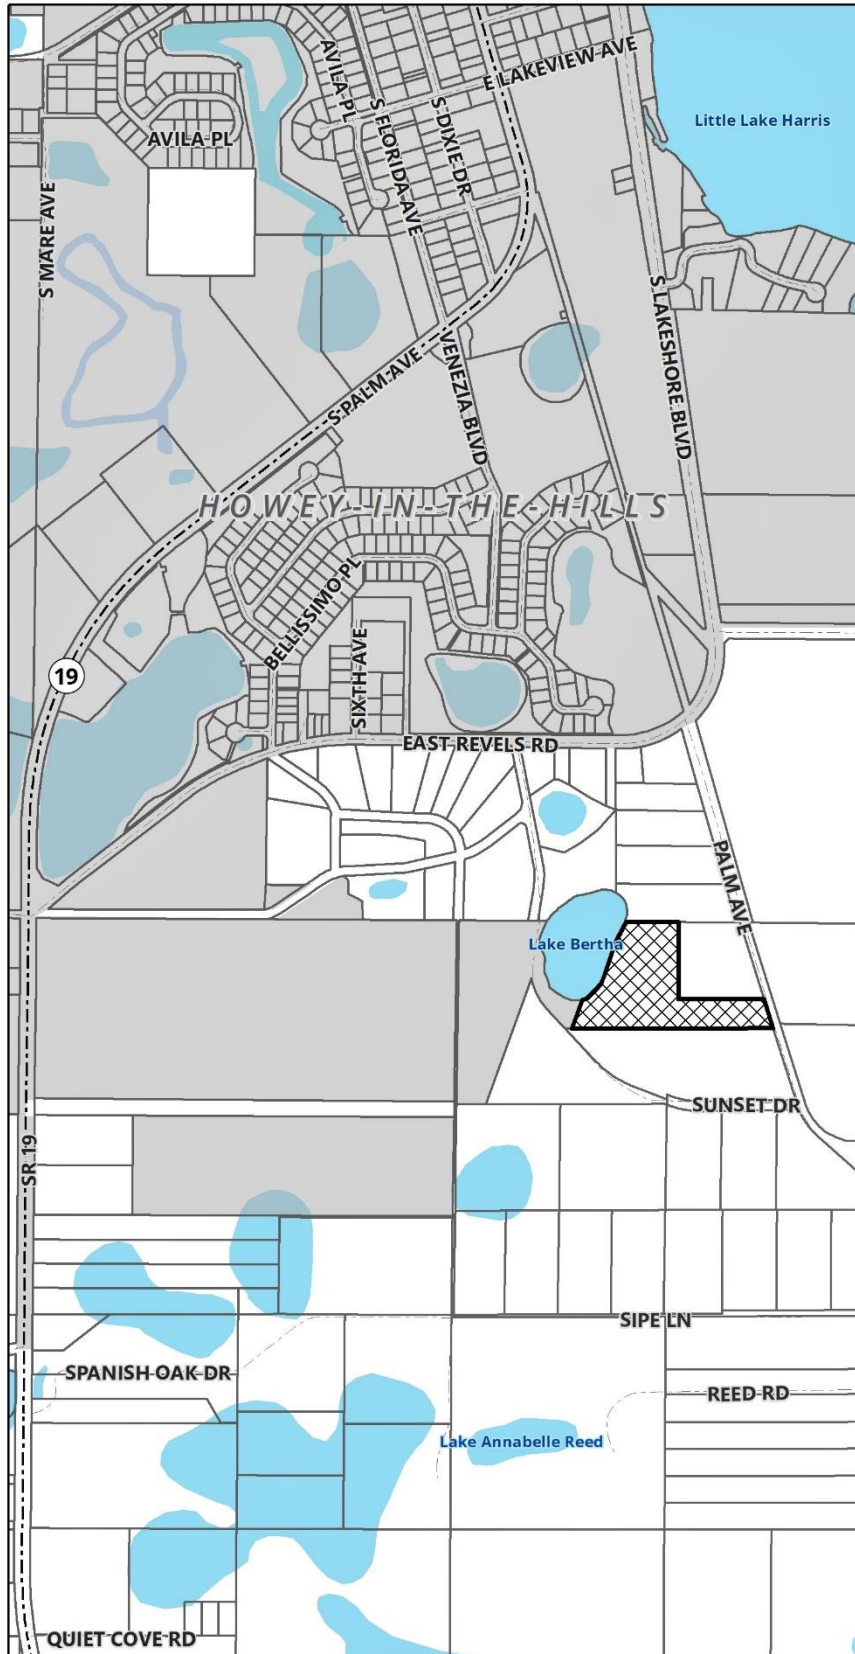 E LAKEVIEW AVE
AVILA PL
S FLORIDA AVE
S DIXIE DR
Little Lake Harris
AVILA PL
S MARE AVE
S LAKESHORE BLVD
S PALM AVE
VENEZIA BLVD
HOWEY-IN-THE-HILLS
BELLISSIMO PL
SIXTH AVE
19
EAST REVELS RD
PALM AVE
Lake Bertha
SUNSET DR
SR 19
SIPE LN
SPANISH OAK DR
REED RD
Lake Annabelle Reed
QUIET COVE RD